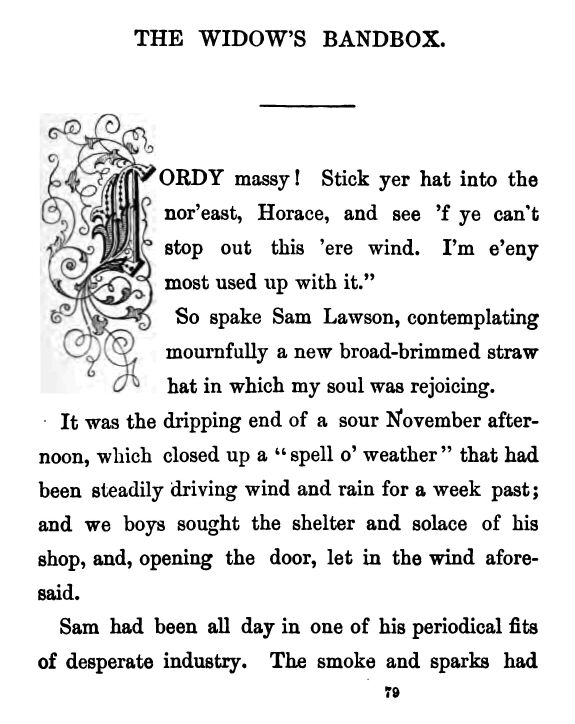 THE WIDOW'S BANDBOX.
LORDY massy! Stick yer hat into the
nor'east, Horace, and see 'f ye can't
stop out this 'ere wind. I'm e'eny
most used up with it."
So spake Sam Lawson, contemplating
mournfully a new broad-brimmed straw
hat in which my soul was rejoicing.
It was the dripping end of a sour November after-
noon, which closed up a "spell o' weather" that had
been steadily driving wind and rain for a week past;
and we boys sought the shelter and solace of his
shop, and, opening the door, let in the wind afore-
said.
Sam had been all day in one of his periodical fits
of desperate industry. The smoke and sparks had
79